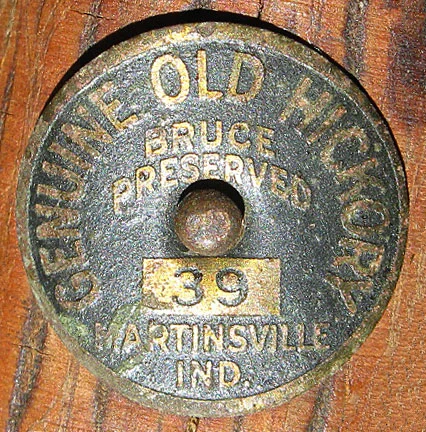 GENUINE OLD HICKORY
BRUCE
PRESERVED
39
MARTINSVILLE
IND.